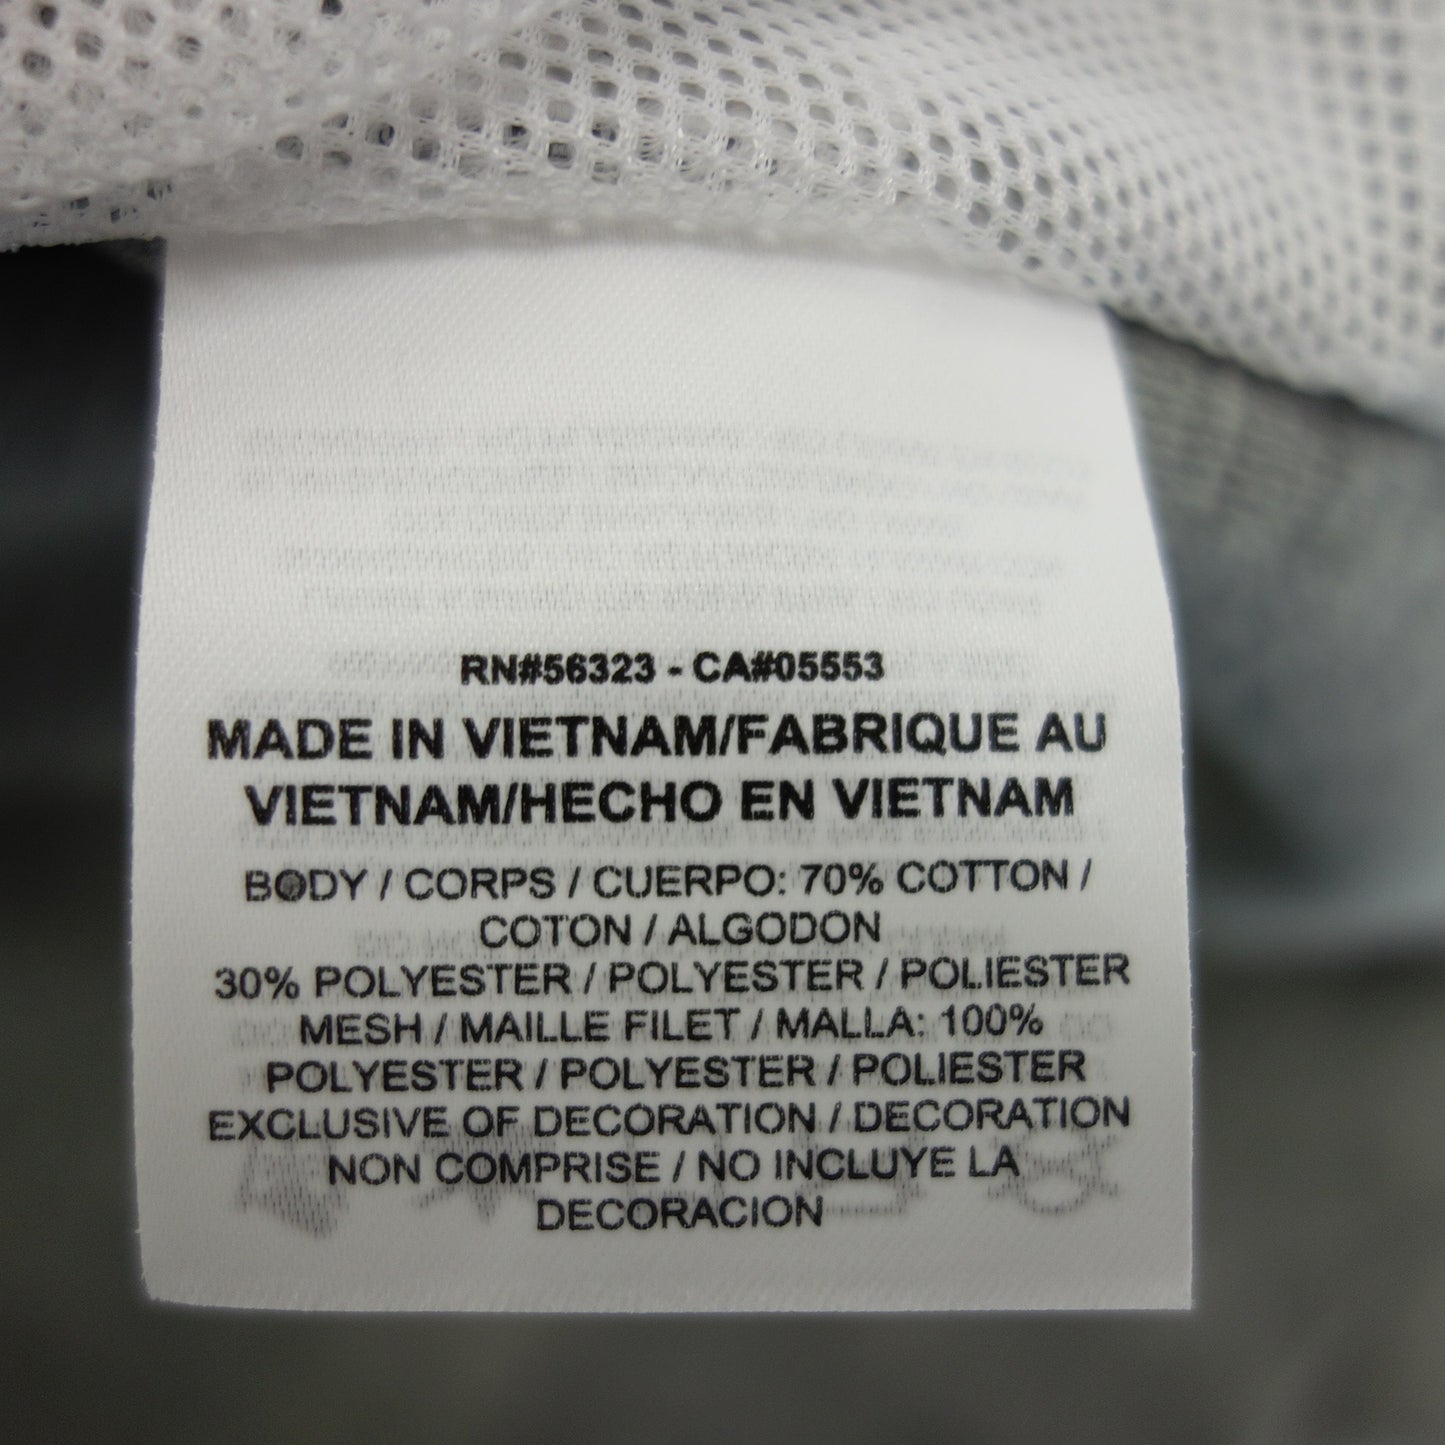 RN#56323 - CA#05553
MADE IN VIETNAM/FABRIQUE AU
VIETNAM/HECHO EN VIETNAM
BODY / CORPS / CUERPO: 70% COTTON /
COTON / ALGODON
30% POLYESTER / POLYESTER / POLIESTER
MESH / MAILLE FILET / MALLA: 100%
POLYESTER / POLYESTER / POLIESTER
EXCLUSIVE OF DECORATION / DECORATION
NON COMPRISE / NO INCLUYE LA
DECORACION